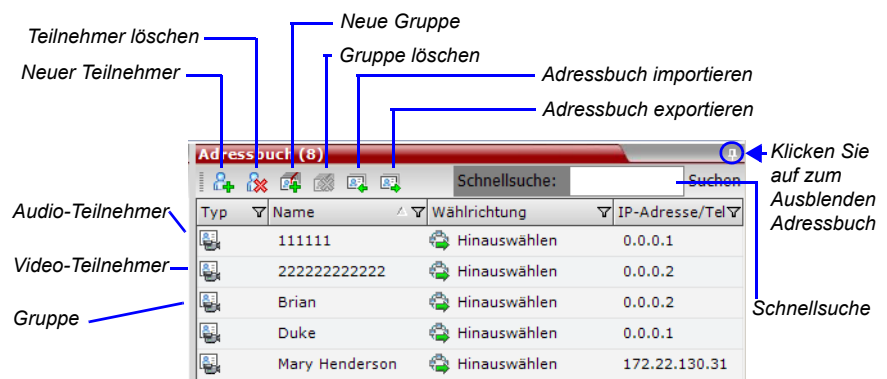 Neue Gruppe
Teilnehmer löschen
Gruppe löschen
Neuer Teilnehmer
Adressbuch importieren
Adressbuch exportieren
Adressbuch (8)
Klicken Sie
auf zum
Ausblenden
Adressbuch
Schnellsuche: Suchen
Typ Name Wählrichtung IP-Adresse/Tel
Audio-Teilnehmer
111111 Hinauswählen 0.0.0.1
Video-Teilnehmer
222222222222 Hinauswählen 0.0.0.2
Gruppe
Brian Hinauswählen 0.0.0.2
Schnellsuche
Duke Hinauswählen 0.0.0.1
Mary Henderson Hinauswählen 172.22.130.31